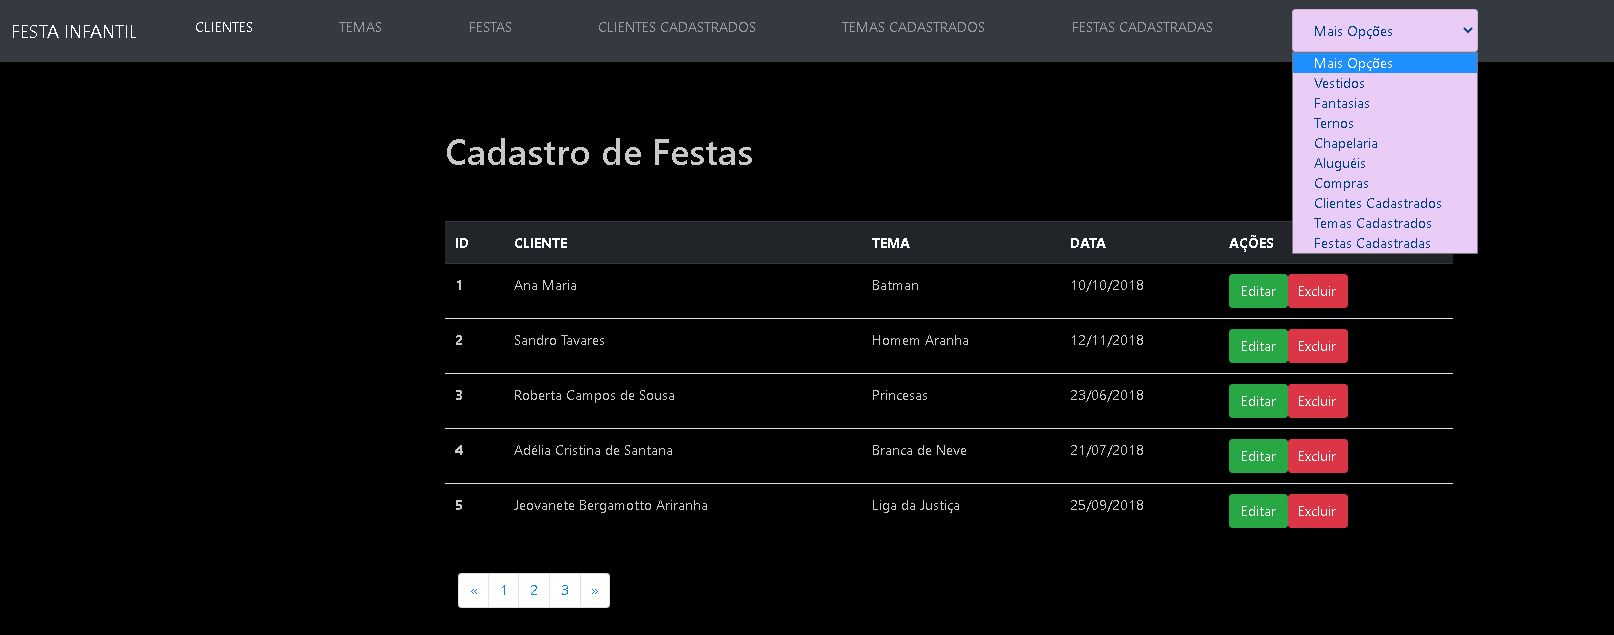 FESTA INFANTIL CLIENTES TEMAS FESTAS CLIENTES CADASTRADOS TEMAS CADASTRADOS FESTAS CADASTRADAS Mais Opções
Mais Opções
Vestidos
Fantasias
Ternos
Chapelaria
Aluguéis
Compras
Clientes Cadastrados
Temas Cadastrados
Festas Cadastradas
Cadastro de Festas
ID CLIENTE TEMA DATA AÇÕES
1 Ana Maria Batman 10/10/2018 Editar Excluir
2 Sandro Tavares Homem Aranha 12/11/2018 Editar Excluir
3 Roberta Campos de Sousa Princesas 23/06/2018 Editar Excluir
4 Adélia Cristina de Santana Branca de Neve 21/07/2018 Editar Excluir
5 Jeovanete Bergamotto Ariranha Liga da Justiça 25/09/2018 Editar Excluir
« 1 2 3 »